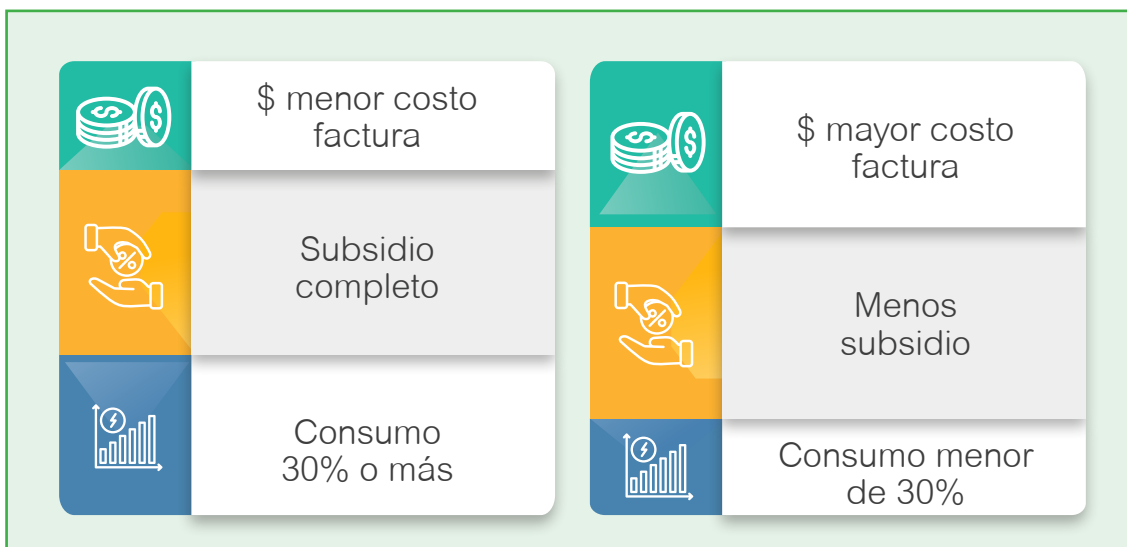 $ menor costo
factura
Subsidio
completo
Consumo
30% o más
$ mayor costo
factura
Menos
subsidio
Consumo menor
de 30%